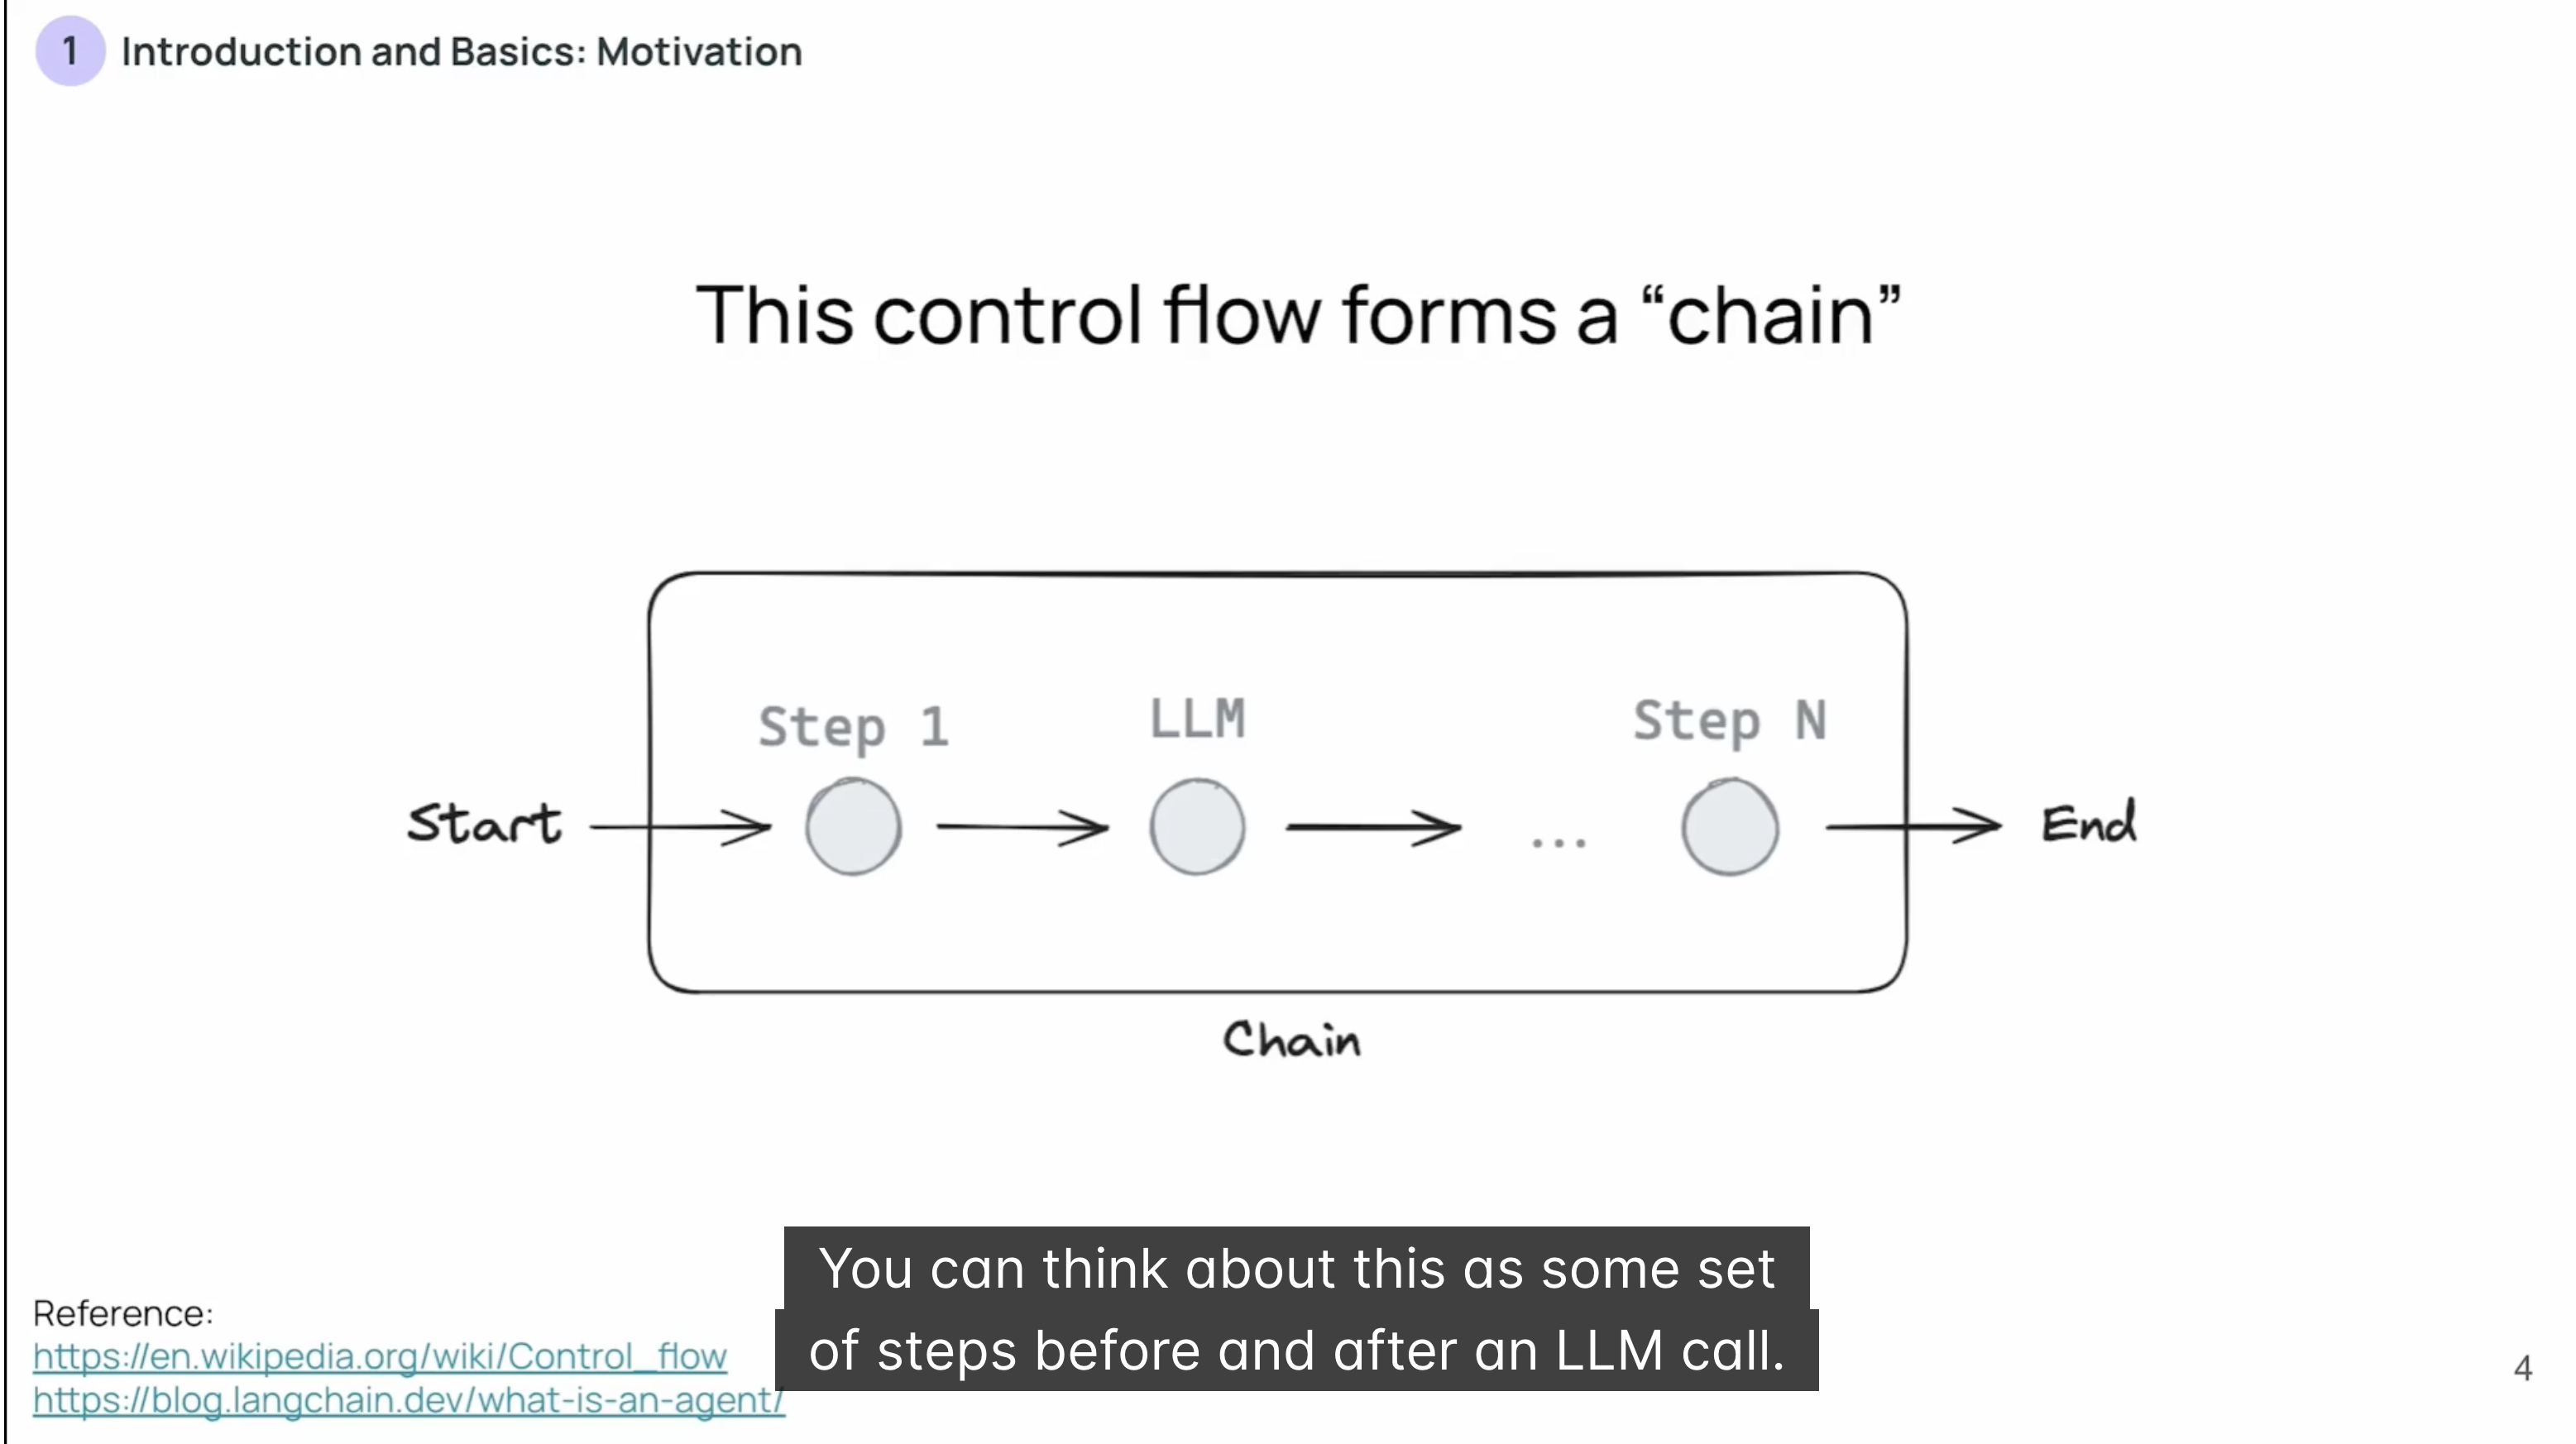 1 Introduction and Basics: Motivation
This control flow forms a “chain”
Step 1 LLM Step N
Start ... End
Chain
You can think about this as some set
of steps before and after an LLM call.
Reference:
https://en.wikipedia.org/wiki/Control_flow
https://blog.langchain.dev/what-is-an-agent/
4